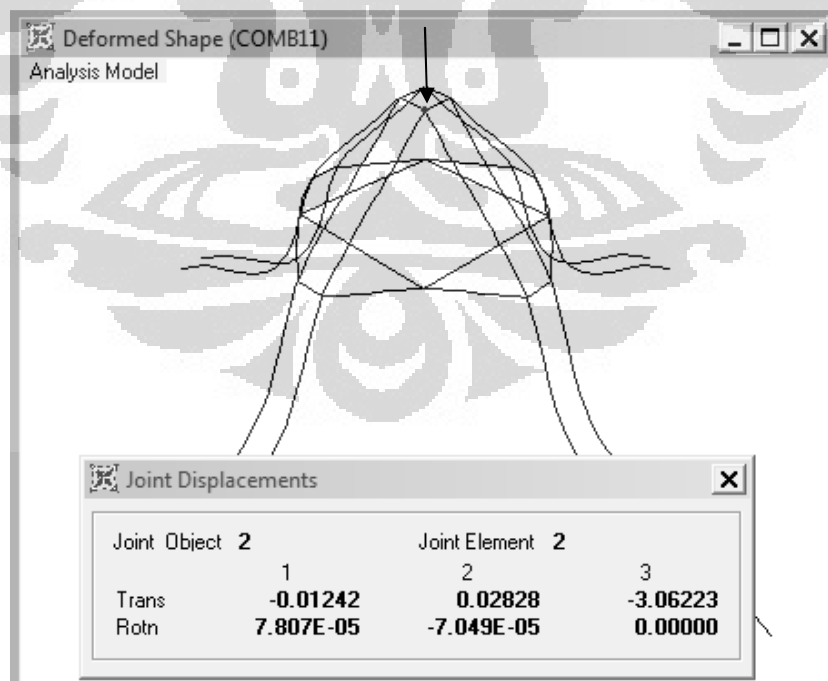 Deformed Shape (COMB11)
Analysis Model
Joint Displacements
Joint Object 2 Joint Element 2
1 2 3
Trans -0.01242 0.02828 -3.06223
Rotn 7.807E-05 -7.049E-05 0.00000